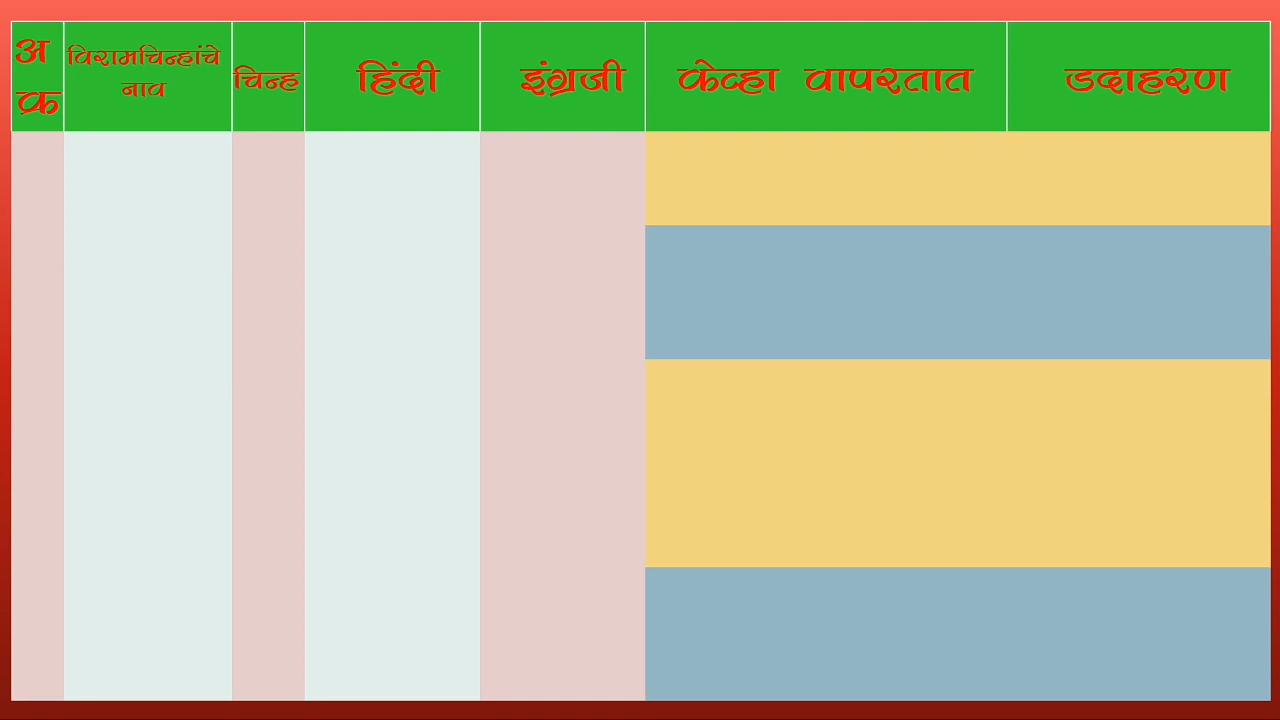 अ
क्र
विरामचिन्हांचे
नाव
चिन्ह
हिंदी
इंग्रजी
केव्हा वापरतात
उदाहरण